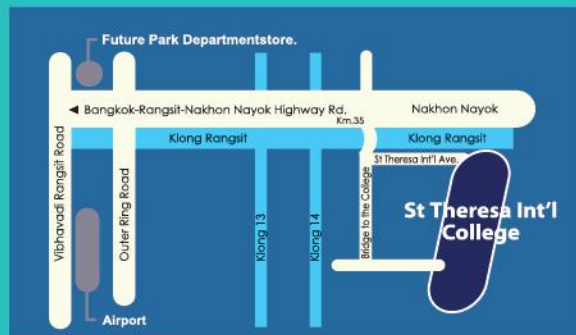 Future Park Departmentstore.
Bangkok-Rangsit-Nakhon Nayok Highway Rd.
Nakhon Nayok
Km.35
Klong Rangsit
Klong Rangsit
St Theresa Int'l Ave.
Vibhavadi Rangsit Road
Outer Ring Road
Klong 13
Klong 14
Bridge to the College
St Theresa Int'l
College
Airport